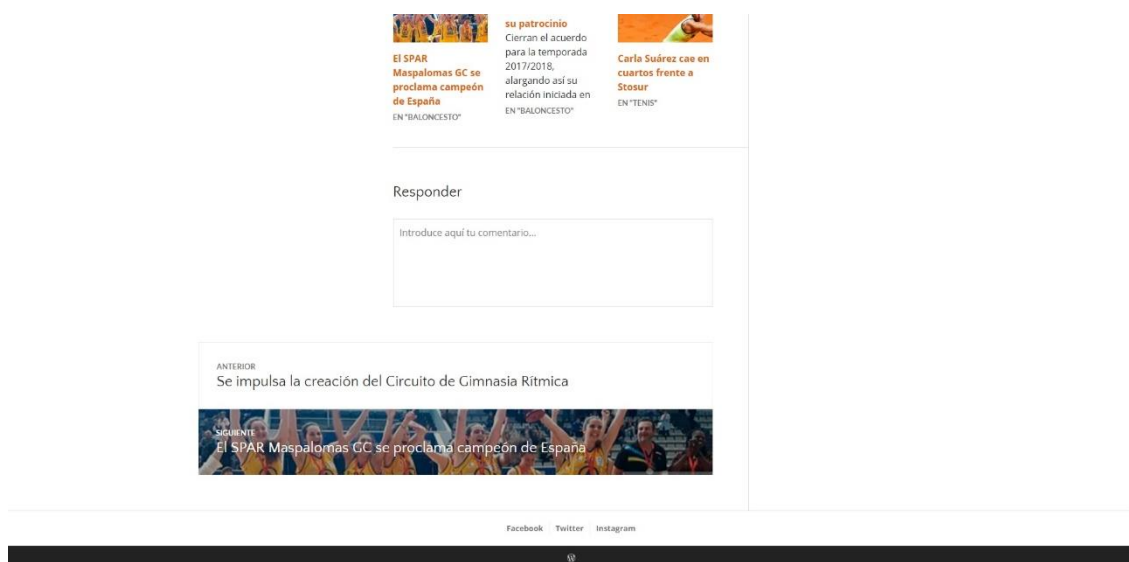 El SPAR
Maspalomas GC se
proclama campeón
de España
EN "BALONCESTO"
su patrocinio
Cierran el acuerdo
para la temporada
2017/2018,
alargando así su
relación iniciada en
EN "BALONCESTO"
Carla Suárez cae en
cuartos frente a
Stosur
EN "TENIS"
Responder
Introduce aquí tu comentario...
ANTERIOR
Se impulsa la creación del Circuito de Gimnasia Rítmica
SIGUIENTE
El SPAR Maspalomas GC se proclama campeón de España
Facebook Twitter Instagram